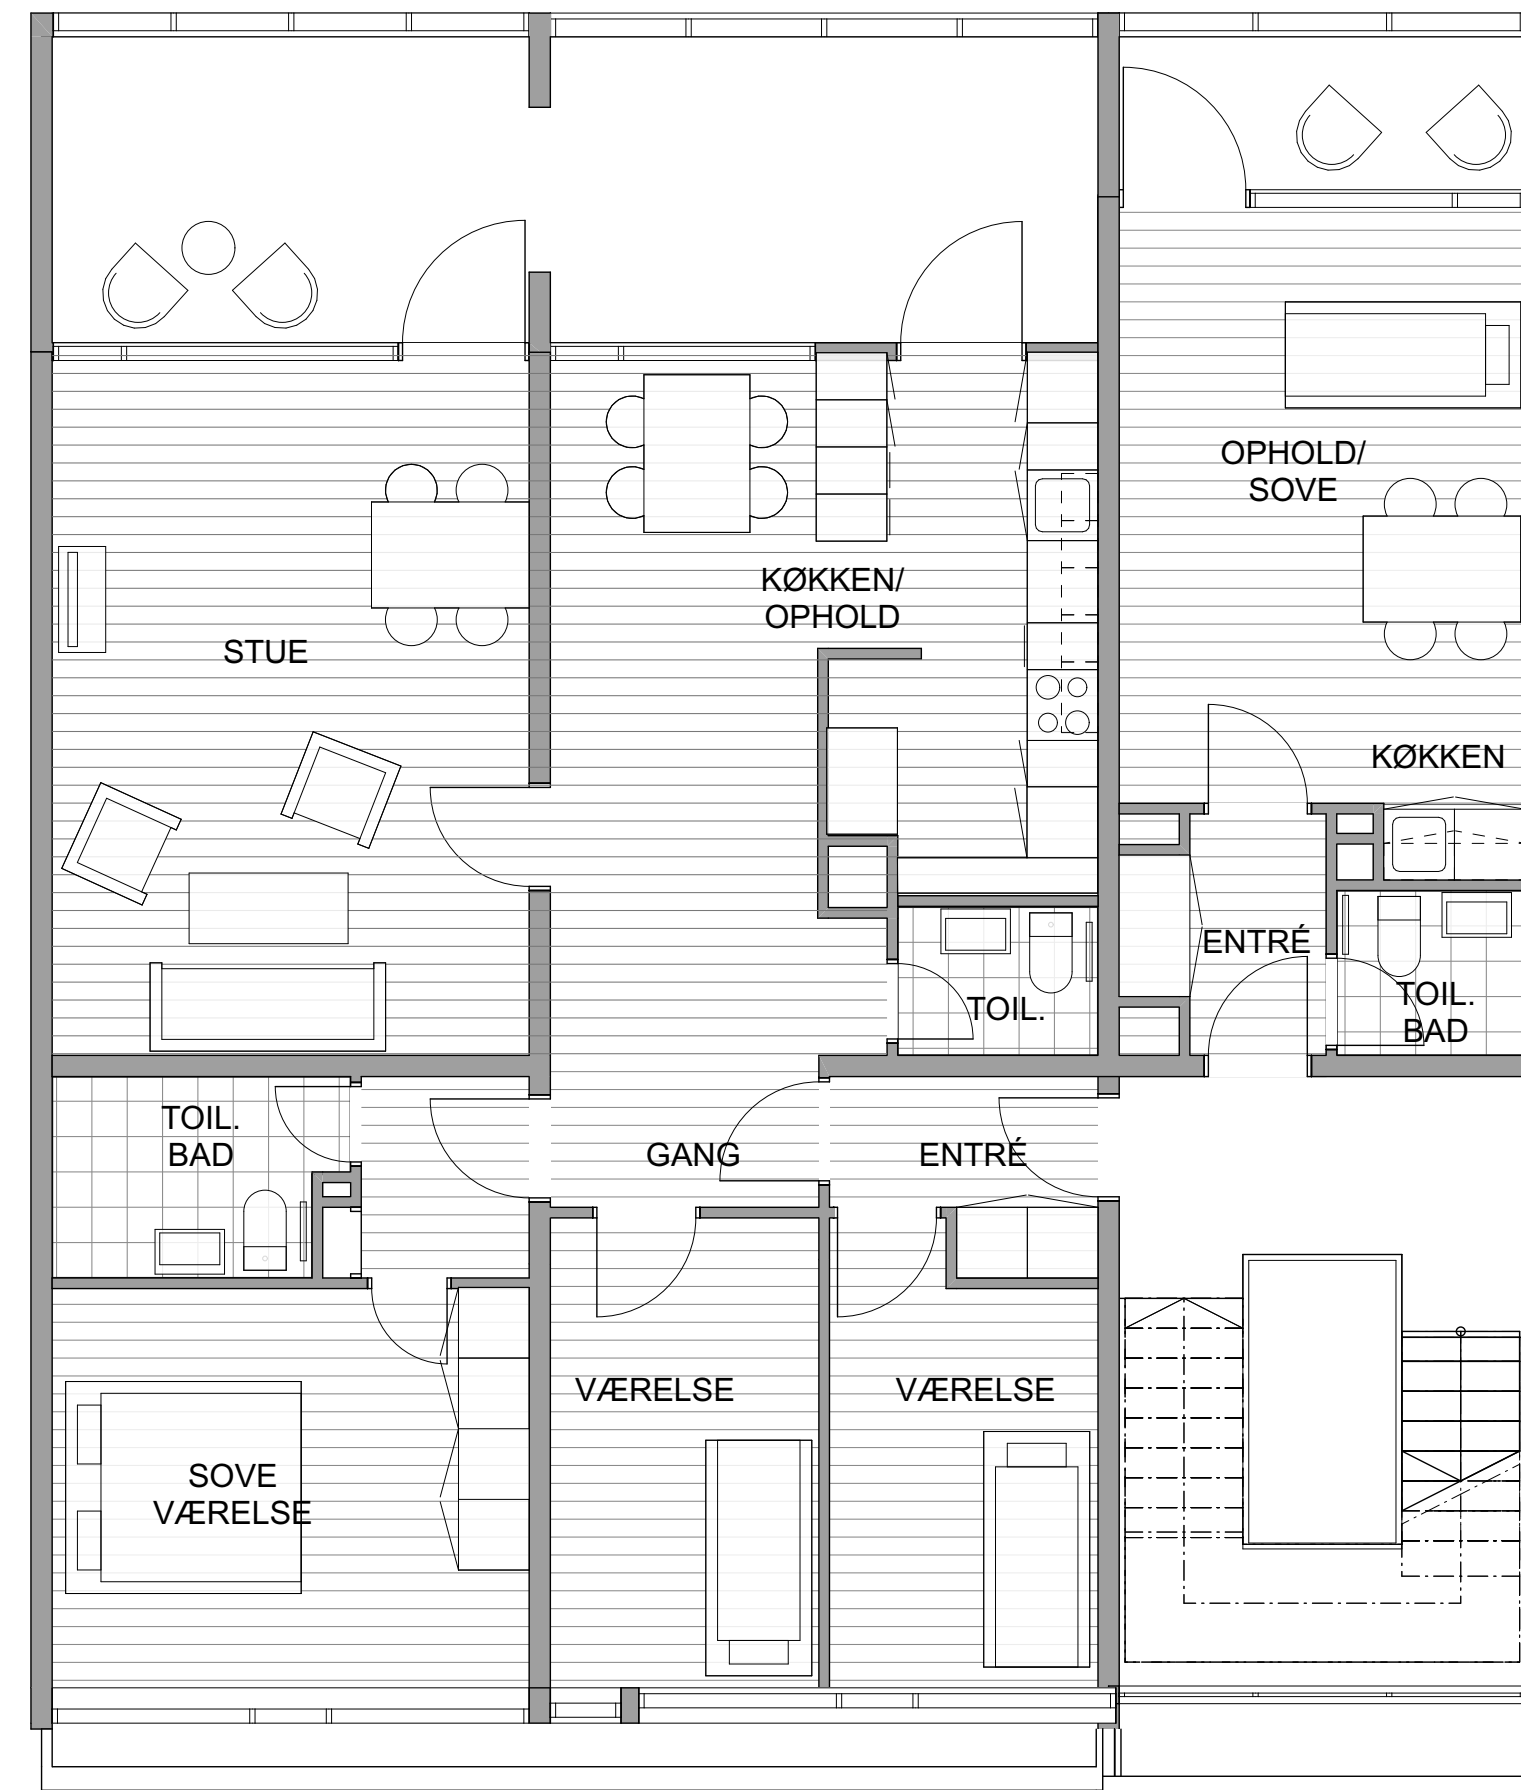 OPHOLD/
SOVE
KØKKEN/
OPHOLD
STUE
KØKKEN
ENTRÉ
TOIL.
TOIL.
BAD
TOIL.
BAD
GANG
ENTRÉ
VÆRELSE
VÆRELSE
SOVE
VÆRELSE